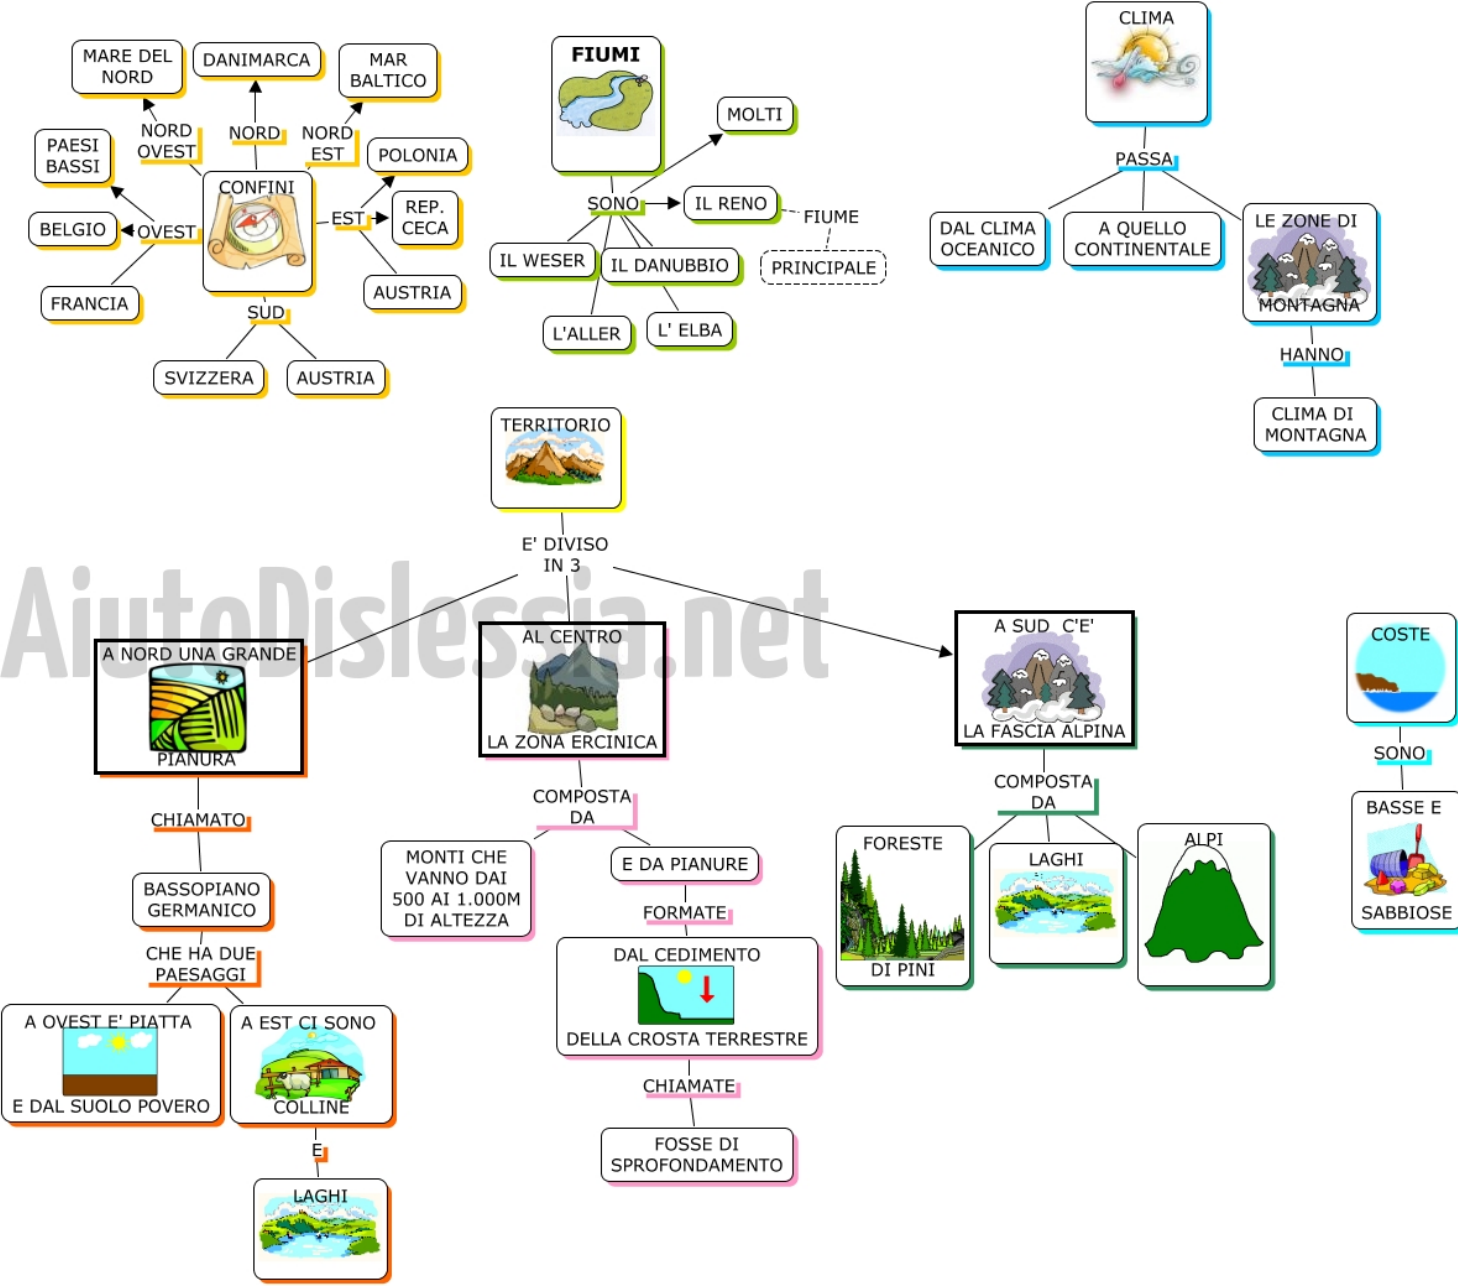 CONFINI
NORD
OVEST
MARE DEL
NORD
NORD
DANIMARCA
NORD
EST
MAR
BALTICO
EST
POLONIA
REP.
CECA
AUSTRIA
SUD
SVIZZERA
AUSTRIA
OVEST
PAESI
BASSI
BELGIO
FRANCIA
FIUMI
SONO
MOLTI
IL RENO
FIUME
PRINCIPALE
IL WESER
IL DANUBBIO
L'ALLER
L' ELBA
CLIMA
PASSA
DAL CLIMA
OCEANICO
A QUELLO
CONTINENTALE
LE ZONE DI
MONTAGNA
HANNO
CLIMA DI
MONTAGNA
TERRITORIO
E' DIVISO
IN 3
AiutoDislessia.net
A NORD UNA GRANDE
PIANURA
CHIAMATO
BASSOPIANO
GERMANICO
CHE HA DUE
PAESAGGI
A OVEST E' PIATTA
E DAL SUOLO POVERO
A EST CI SONO
COLLINE
E
LAGHI
AL CENTRO
LA ZONA ERCINICA
COMPOSTA
DA
MONTI CHE
VANNO DAI
500 AI 1.000M
DI ALTEZZA
E DA PIANURE
FORMATE
DAL CEDIMENTO
DELLA CROSTA TERRESTRE
CHIAMATE
FOSSE DI
SPROFONDAMENTO
A SUD  C'E'
LA FASCIA ALPINA
COMPOSTA
DA
FORESTE
DI PINI
LAGHI
ALPI
COSTE
SONO
BASSE E
SABBIOSE